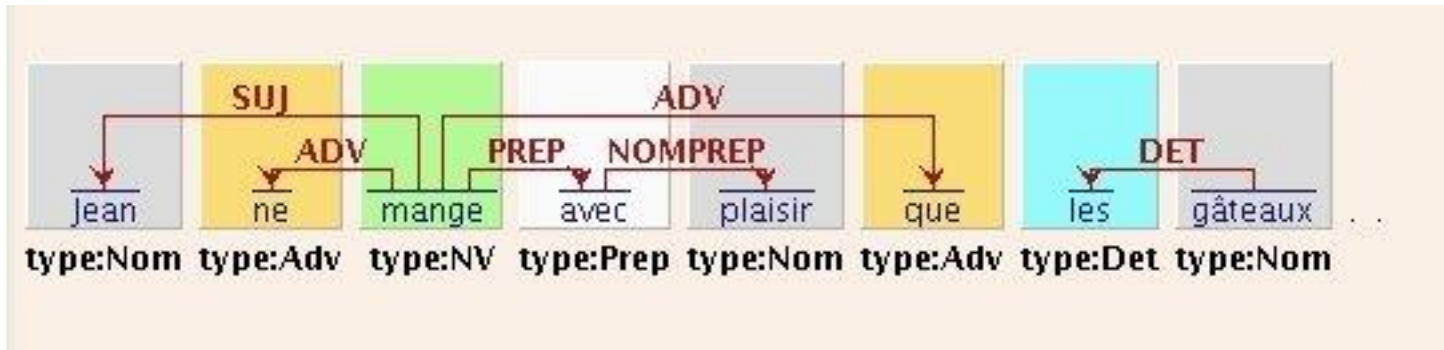 SUJ ADV
ADV PREP NOMPREP DET
Jean ne mange avec plaisir que les gâteaux . .
type:Nom type:Adv type:NV type:Prep type:Nom type:Adv type:Det type:Nom